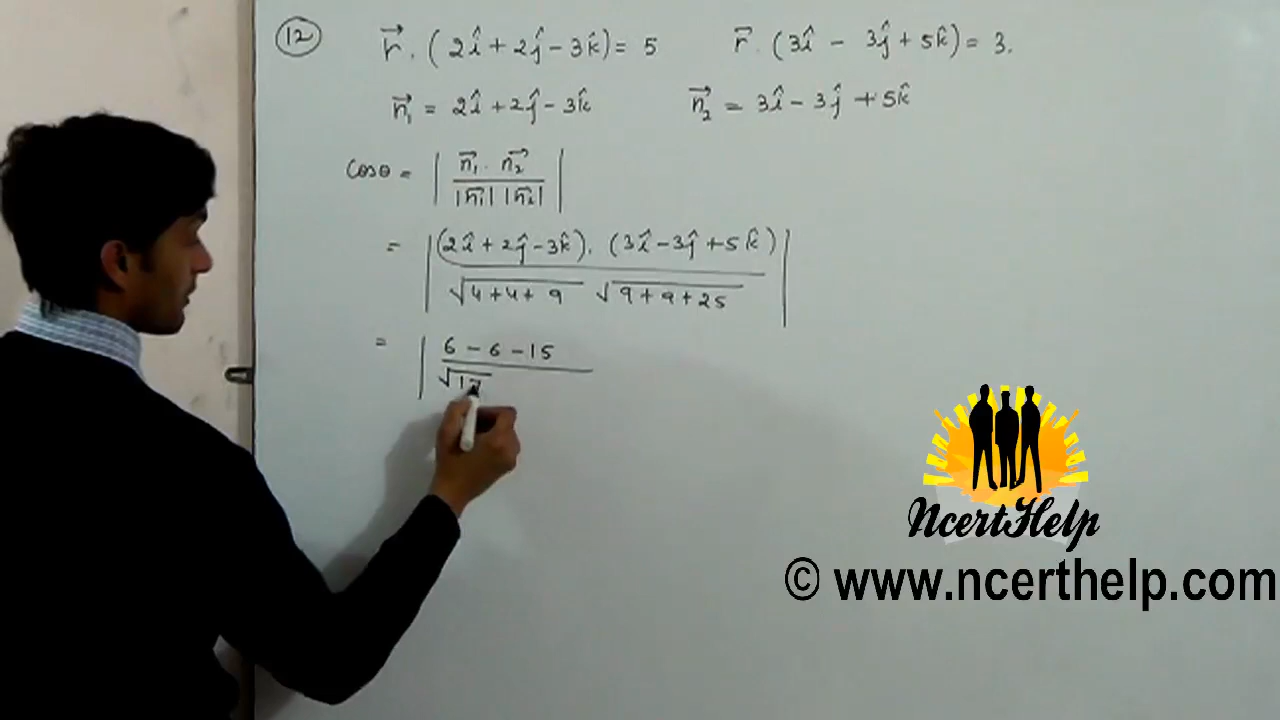 12 r⃗ . (2î + 2ĵ - 3k̂) = 5 r⃗ . (3î - 3ĵ + 5k̂) = 3.
n⃗₁ = 2î + 2ĵ - 3k̂ n⃗₂ = 3î - 3ĵ + 5k̂
Cosθ = | n⃗₁ . n⃗₂ / |n⃗₁| |n⃗₂| |
= | (2î + 2ĵ - 3k̂) . (3î - 3ĵ + 5k̂) / √4+4+9 √9+9+25 |
= | 6 - 6 - 15 / √17
NcertHelp
© www.ncerthelp.com